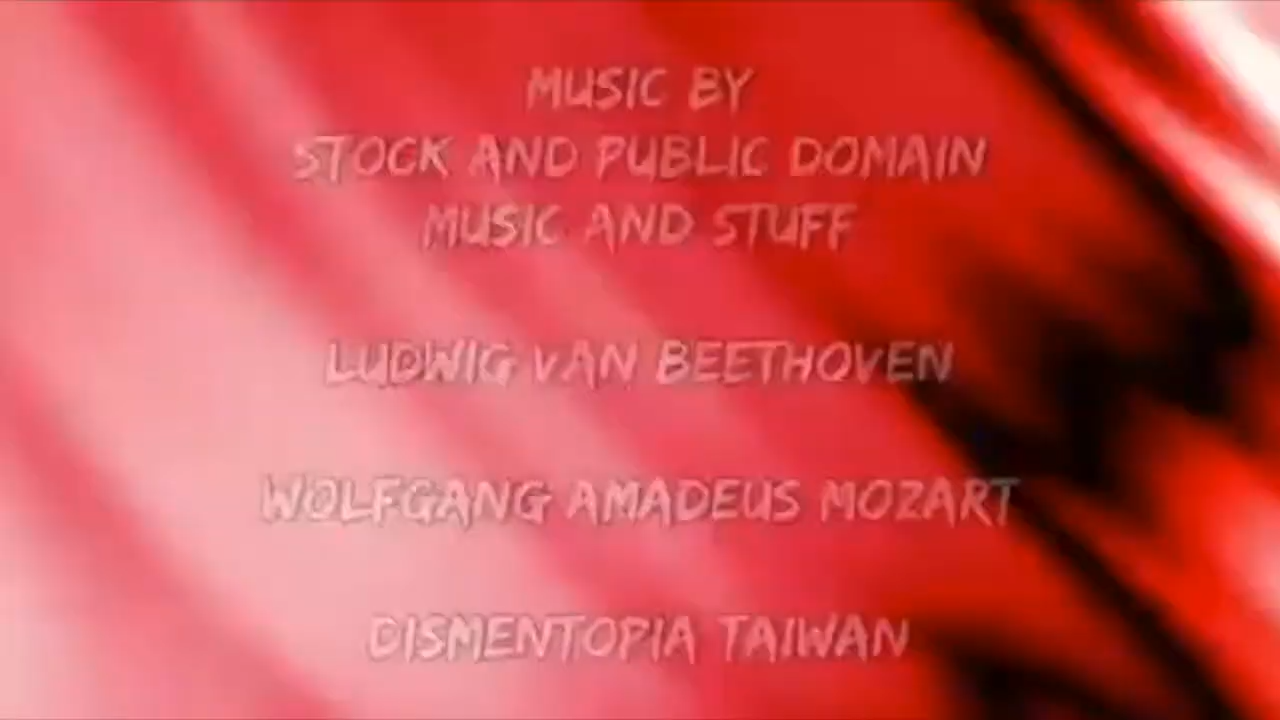 MUSIC BY
STOCK AND PUBLIC DOMAIN
MUSIC AND STUFF
LUDWIG VAN BEETHOVEN
WOLFGANG AMADEUS MOZART
DISMENTOPIA TAIWAN